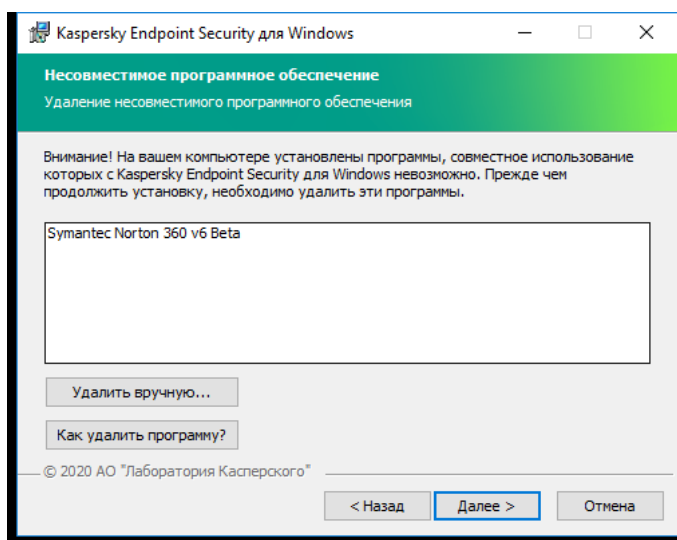 Kaspersky Endpoint Security для Windows
Несовместимое программное обеспечение
Удаление несовместимого программного обеспечения
Внимание! На вашем компьютере установлены программы, совместное использование
которых с Kaspersky Endpoint Security для Windows невозможно. Прежде чем
продолжить установку, необходимо удалить эти программы.
Symantec Norton 360 v6 Beta
Удалить вручную...
Как удалить программу?
© 2020 АО "Лаборатория Касперского"
< Назад Далее > Отмена